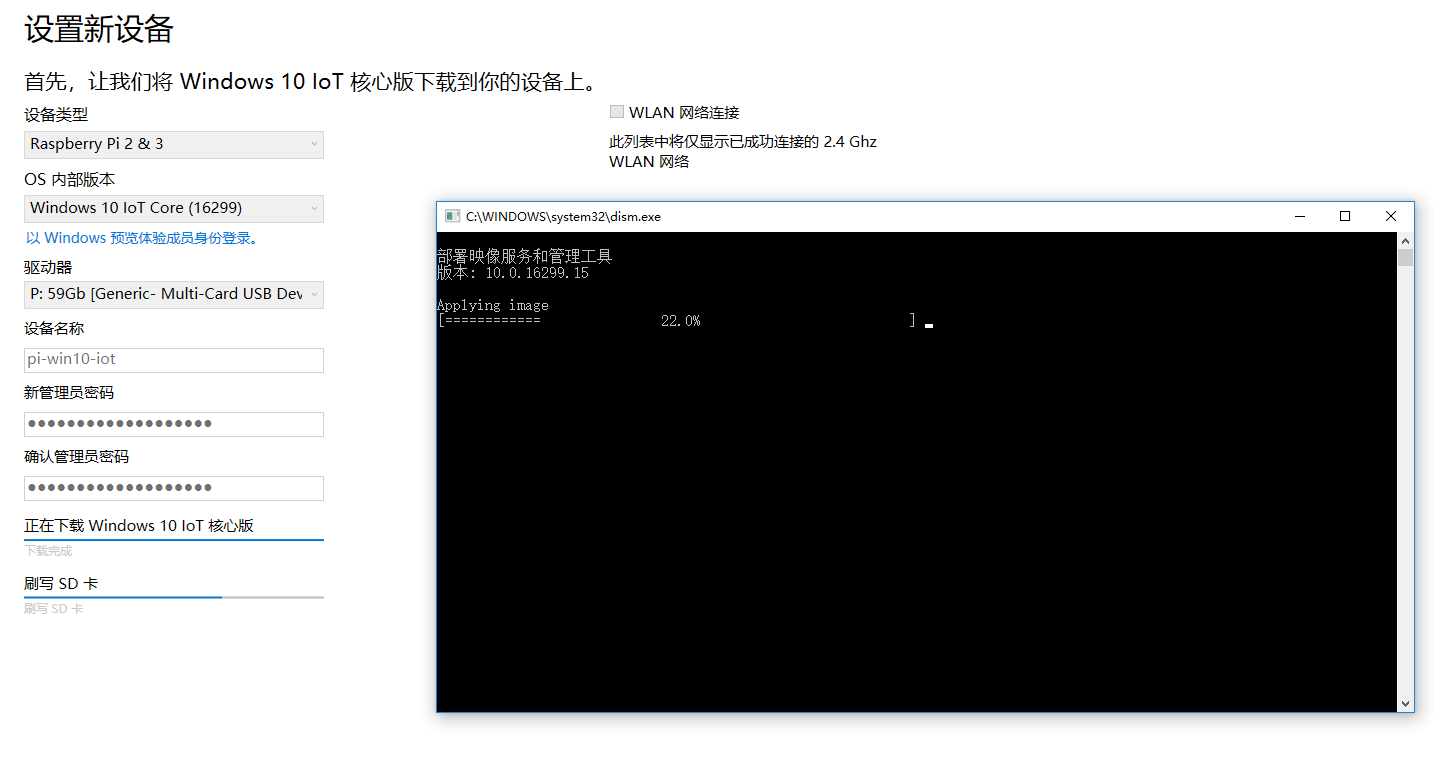 设置新设备
首先，让我们将 Windows 10 IoT 核心版下载到你的设备上。
设备类型
Raspberry Pi 2 & 3
OS 内部版本
Windows 10 IoT Core (16299)
以 Windows 预览体验成员身份登录。
驱动器
P: 59Gb [Generic- Multi-Card USB Dev
设备名称
pi-win10-iot
新管理员密码
●●●●●●●●●●●●●●●●●●●
确认管理员密码
●●●●●●●●●●●●●●●●●●●
正在下载 Windows 10 IoT 核心版
下载完成
刷写 SD 卡
刷写 SD 卡
WLAN 网络连接
此列表中将仅显示已成功连接的 2.4 Ghz
WLAN 网络
C:\WINDOWS\system32\dism.exe
部署映像服务和管理工具
版本: 10.0.16299.15
Applying image
[============ 22.0% ]